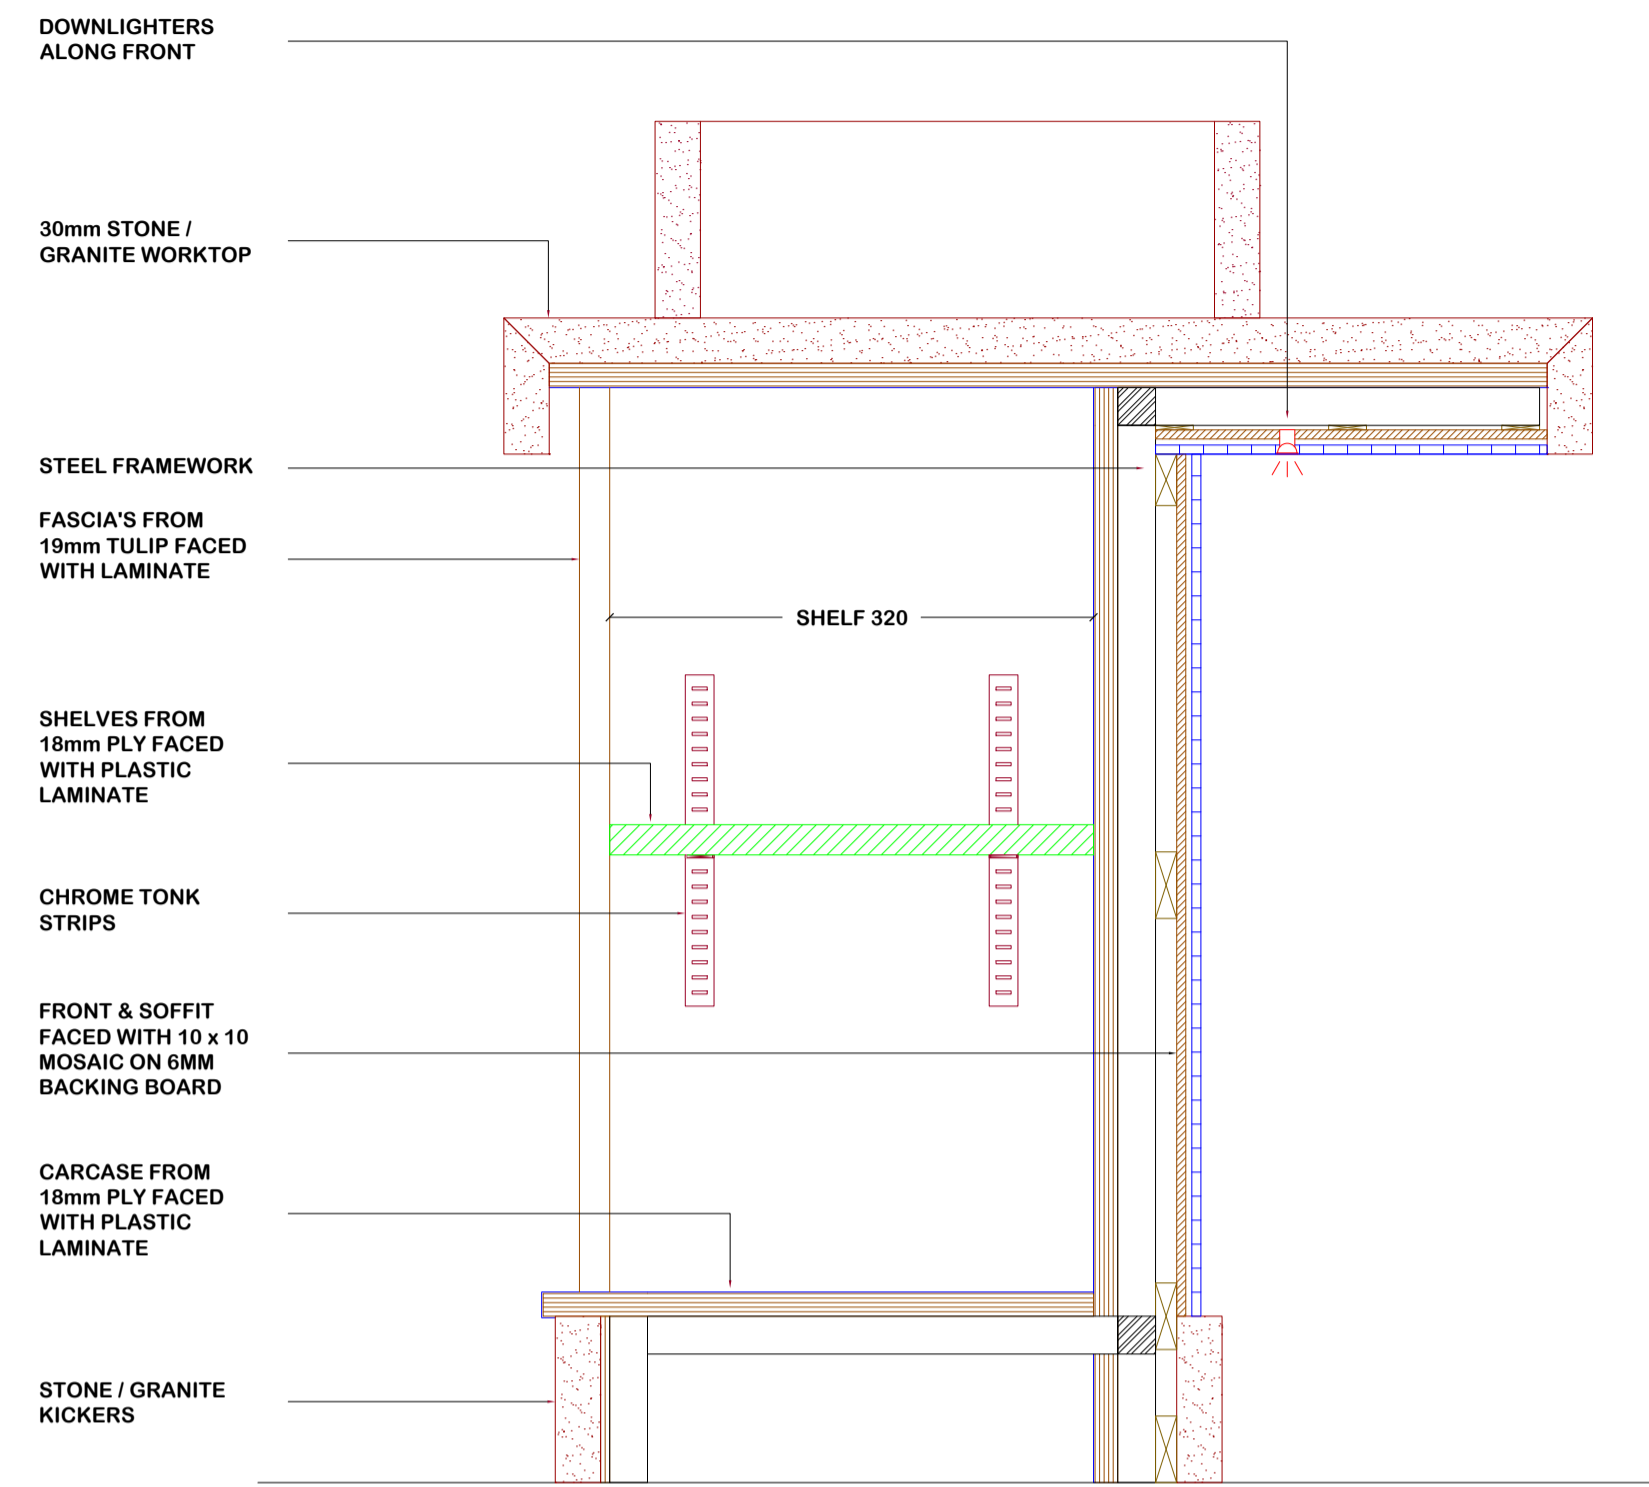 DOWNLIGHTERS
ALONG FRONT
30mm STONE /
GRANITE WORKTOP
STEEL FRAMEWORK
FASCIA'S FROM
19mm TULIP FACED
WITH LAMINATE
SHELF 320
SHELVES FROM
18mm PLY FACED
WITH PLASTIC
LAMINATE
CHROME TONK
STRIPS
FRONT & SOFFIT
FACED WITH 10 x 10
MOSAIC ON 6MM
BACKING BOARD
CARCASE FROM
18mm PLY FACED
WITH PLASTIC
LAMINATE
STONE / GRANITE
KICKERS